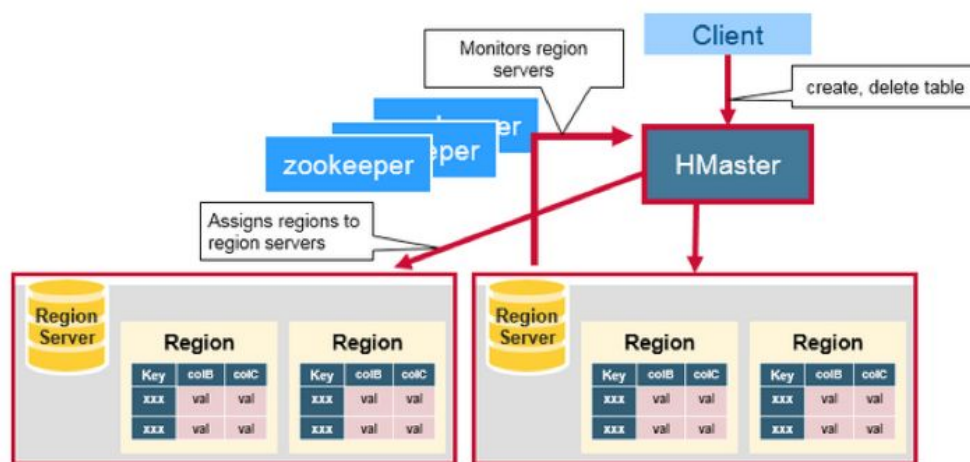 Client
Monitors region
servers
create, delete table
zookeeper
HMaster
Assigns regions to
region servers
Region
Server
Region
Key colB colC
xxx val val
xxx val val
Region
Key colB colC
xxx val val
xxx val val
Region
Server
Region
Key colB colC
xxx val val
xxx val val
Region
Key colB colC
xxx val val
xxx val val